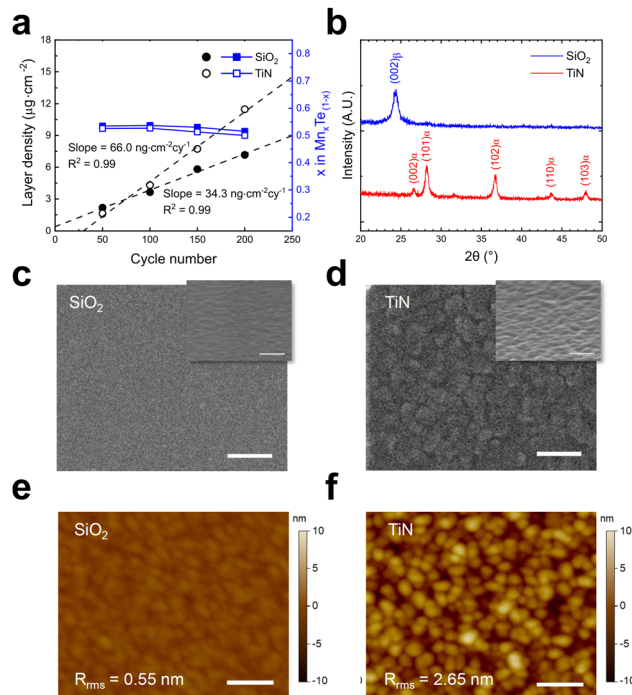 a
Layer density (μg·cm⁻²)
18
15
12
9
6
3
0
SiO₂
TiN
Slope = 66.0 ng·cm⁻²cy⁻¹
R² = 0.99
Slope = 34.3 ng·cm⁻²cy⁻¹
R² = 0.99
0 50 100 150 200 250
Cycle number
0.8
0.7
0.6
0.5
0.4
0.3
0.2
x in MnₓTe₍₁₋ₓ₎
b
Intensity (A.U.)
SiO₂
TiN
(002)β
(002)α
(101)α
(102)α
(110)α
(103)α
20 25 30 35 40 45 50
2θ (°)
c
SiO₂
d
TiN
e
SiO₂
Rrms = 0.55 nm
nm
10
5
0
-5
-10
f
TiN
Rrms = 2.65 nm
nm
10
5
0
-5
-10